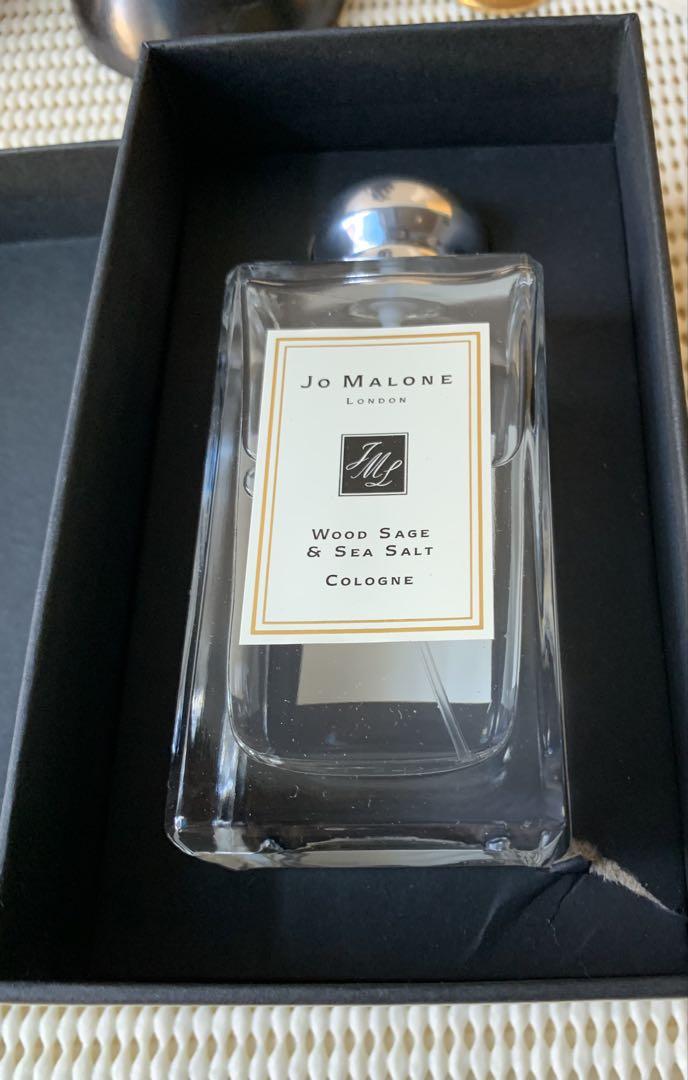 JO MALONE
LONDON
JML
WOOD SAGE
& SEA SALT
COLOGNE